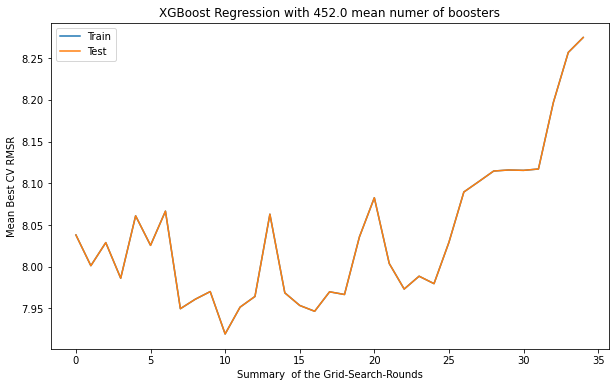 XGBoost Regression with 452.0 mean numer of boosters
Train
Test
8.25
8.20
8.15
8.10
8.05
8.00
7.95
Mean Best CV RMSR
0 5 10 15 20 25 30 35
Summary  of the Grid-Search-Rounds